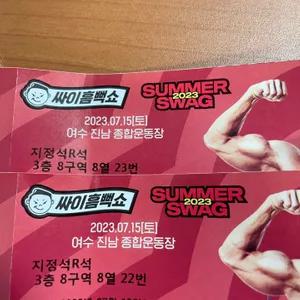 싸이흠뻑쇼
SUMMER
2023
SWAG
2023.07.15[토]
여수 진남 종합운동장
지정석R석
3층 8구역 8열 23번
싸이흠뻑쇼
SUMMER
2023
SWAG
2023.07.15[토]
여수 진남 종합운동장
지정석R석
3층 8구역 8열 22번